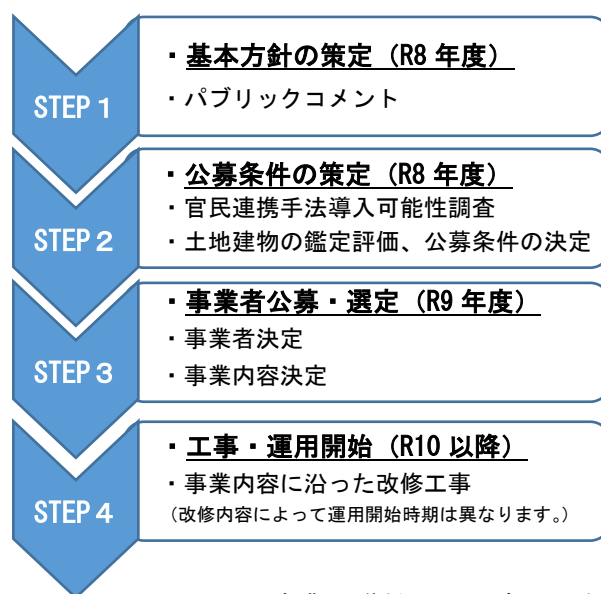 STEP 1
・基本方針の策定（R8 年度）
・パブリックコメント
STEP 2
・公募条件の策定（R8 年度）
・官民連携手法導入可能性調査
・土地建物の鑑定評価、公募条件の決定
STEP 3
・事業者公募・選定（R9 年度）
・事業者決定
・事業内容決定
STEP 4
・工事・運用開始（R10 以降）
・事業内容に沿った改修工事
（改修内容によって運用開始時期は異なります。）